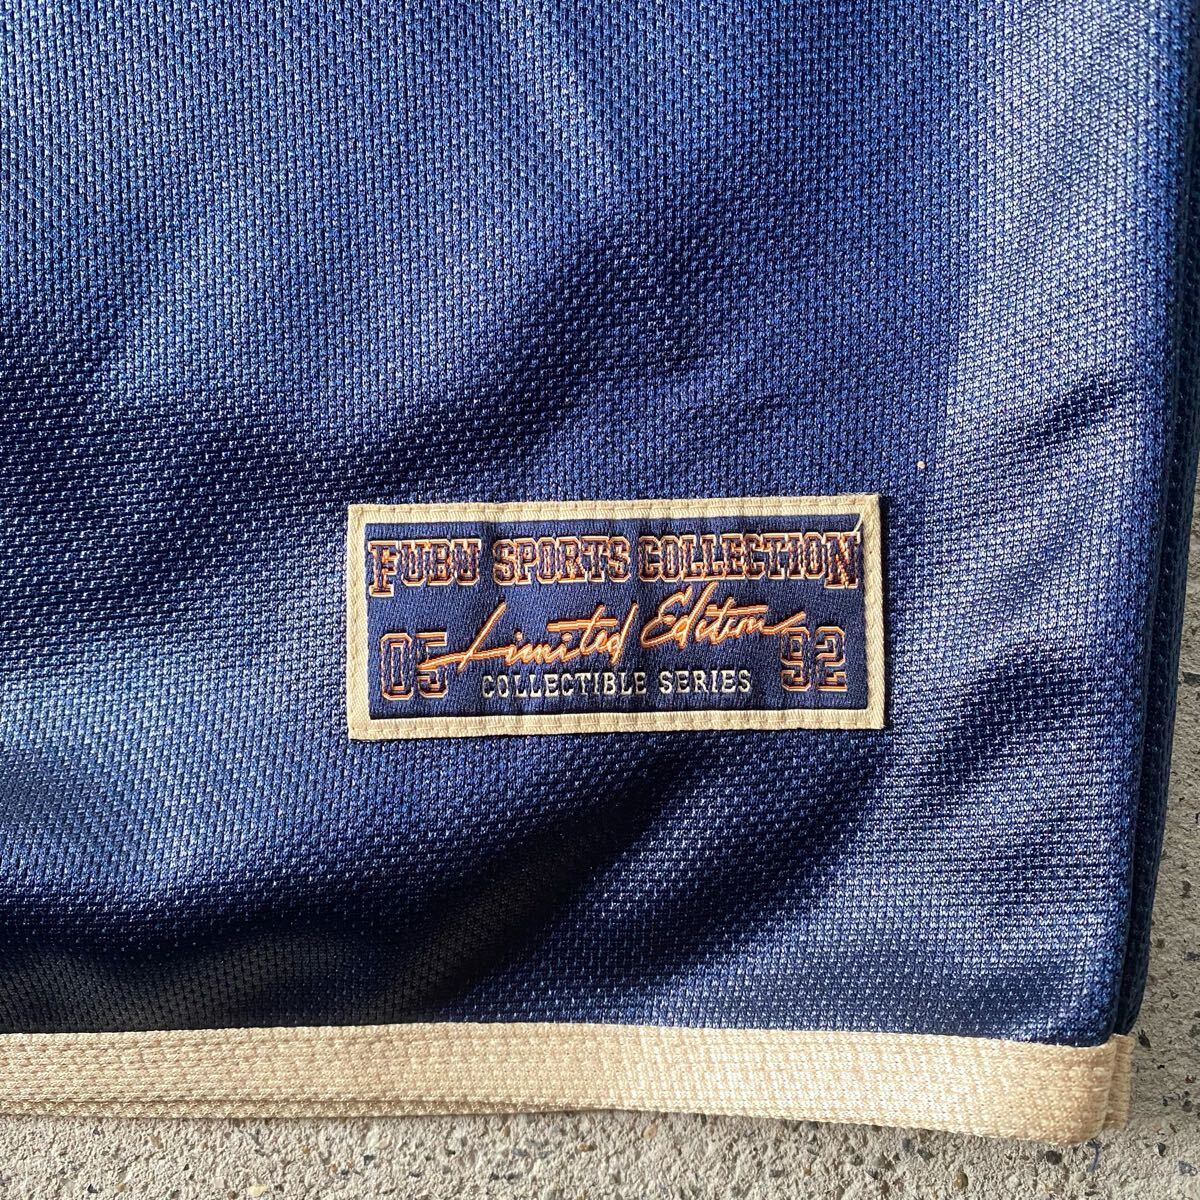 FUBU SPORTS COLLECTION
05 Limited Edition 92
COLLECTIBLE SERIES